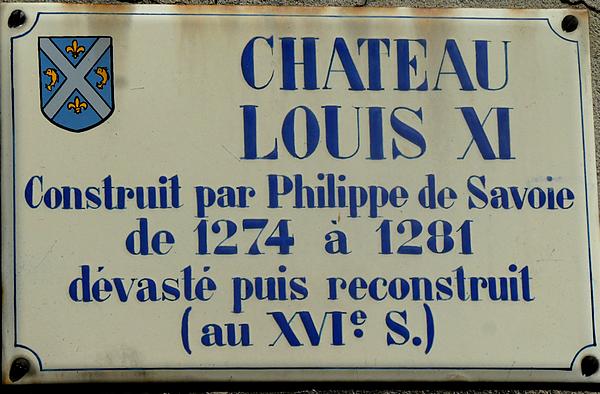 CHATEAU
LOUIS XI
Construit par Philippe de Savoie
de 1274 à 1281
dévasté puis reconstruit
(au XVIe S.)